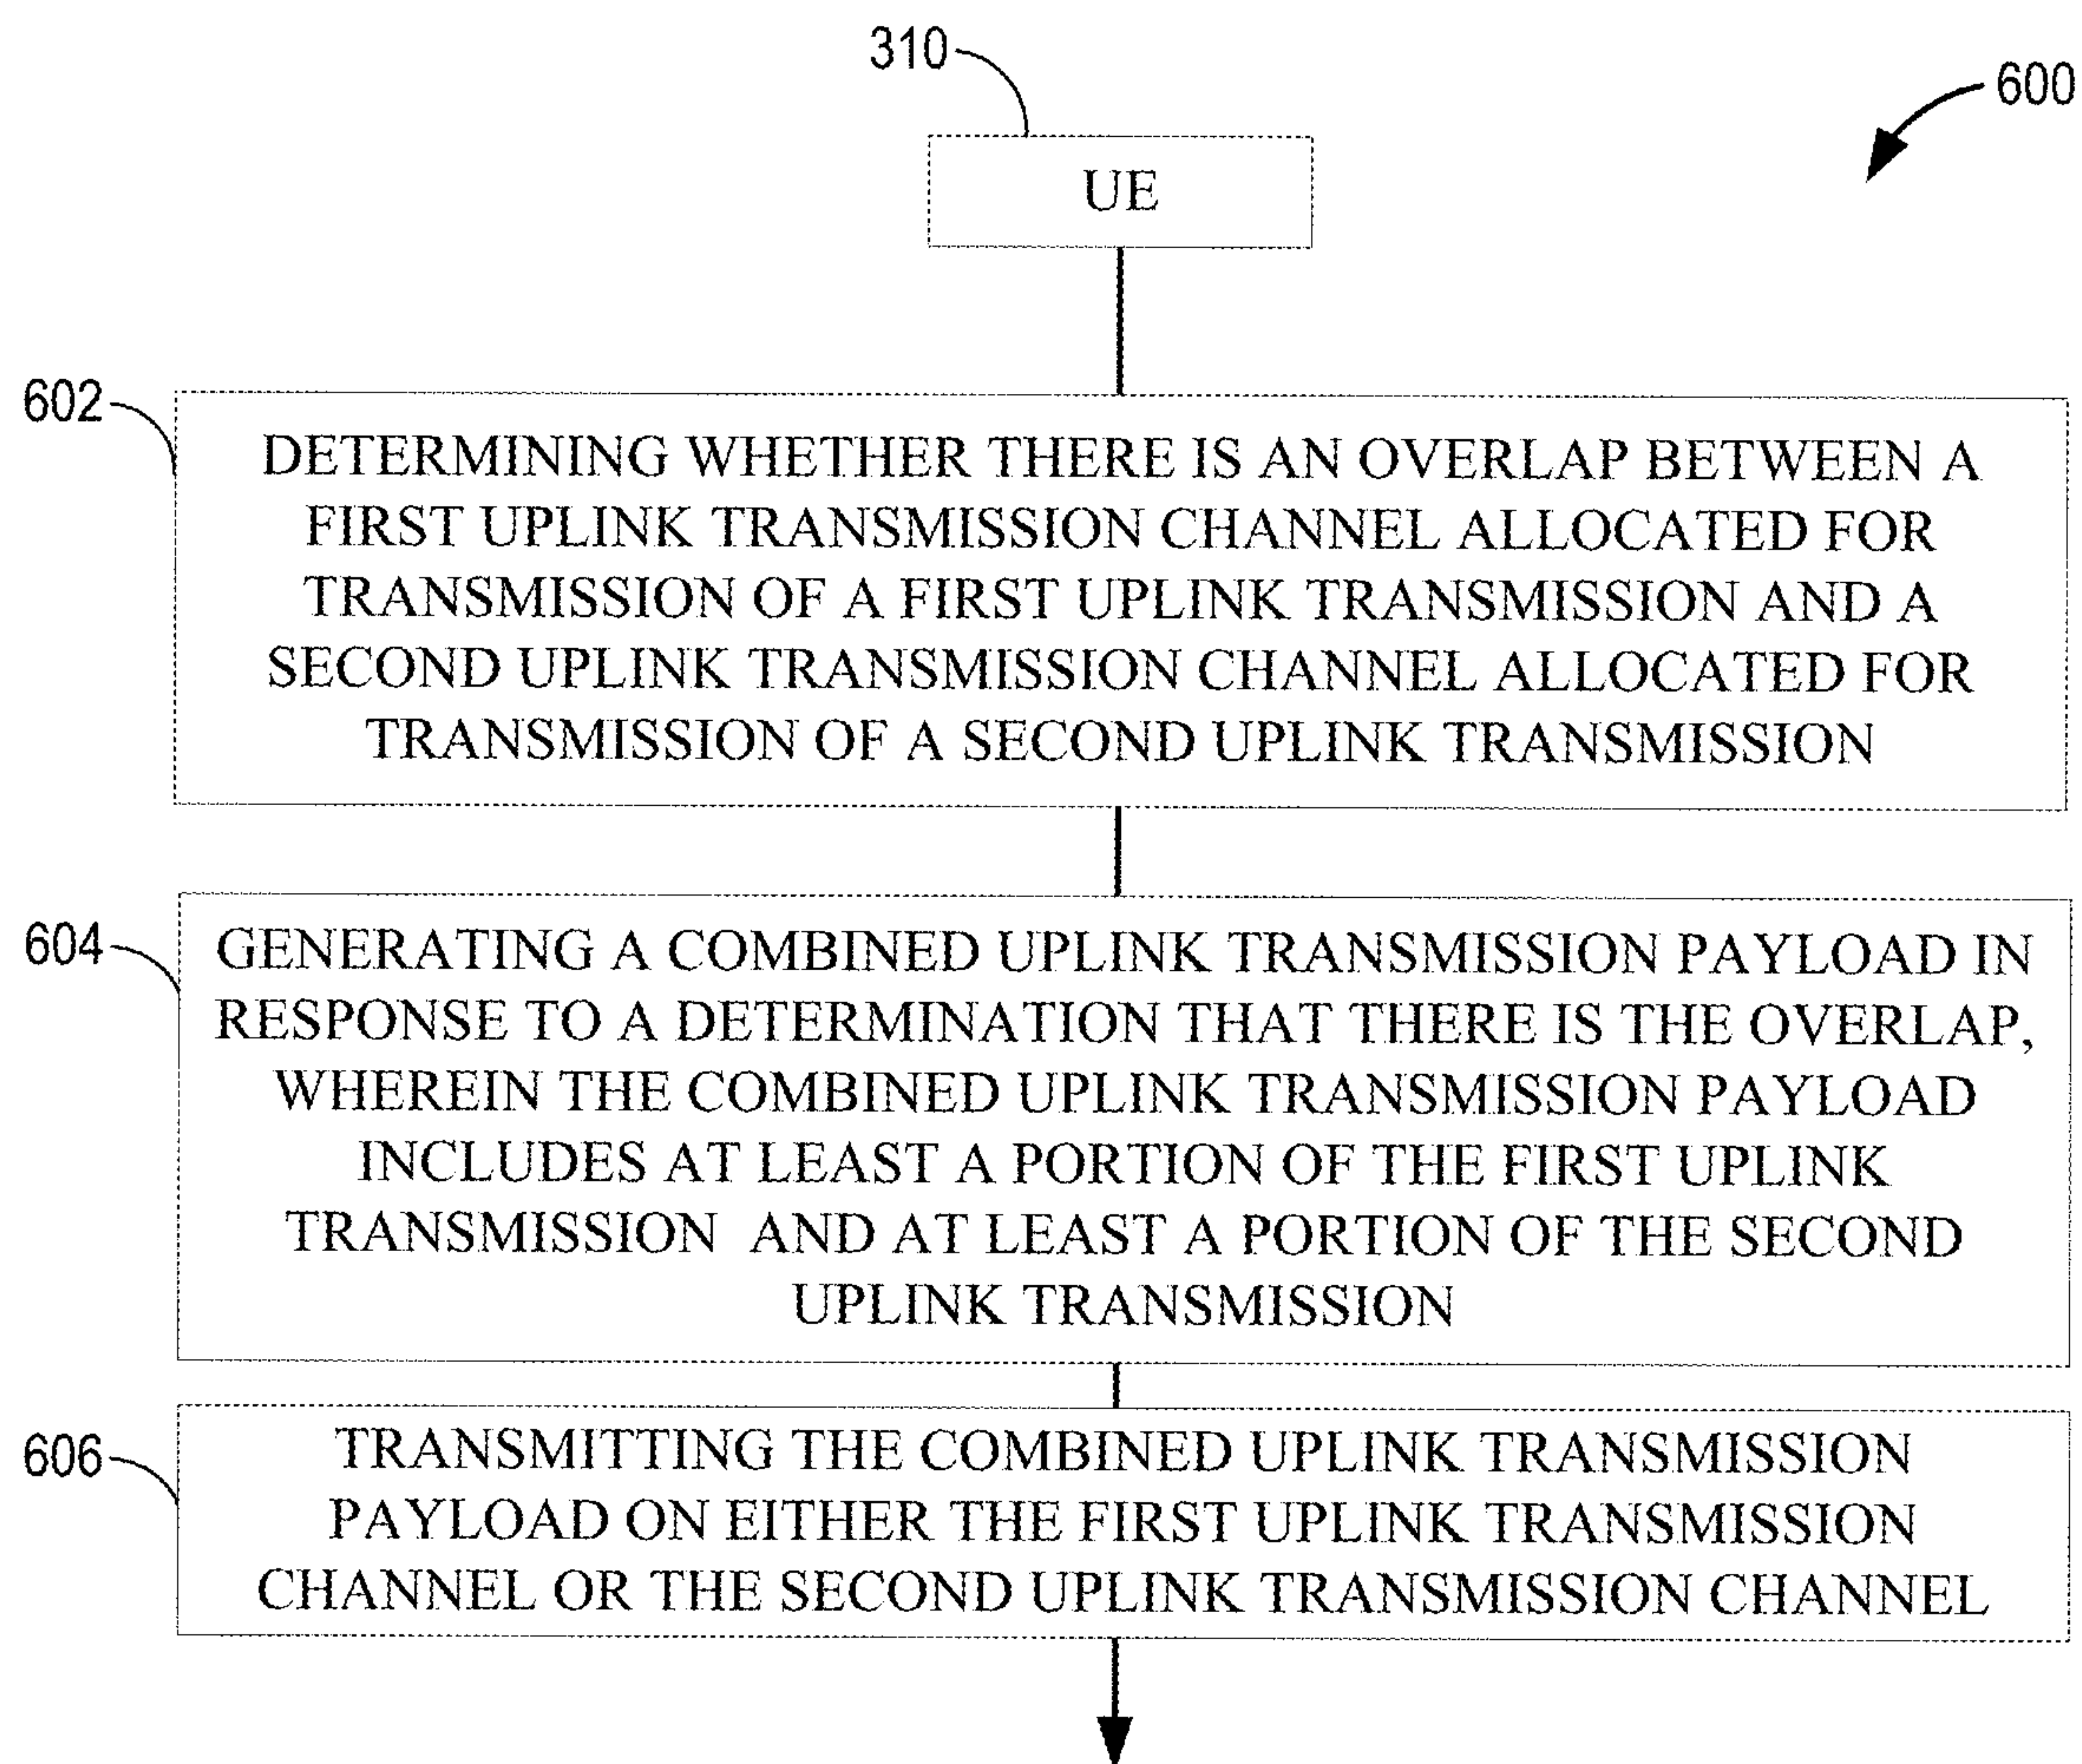 310
600
UE
602
DETERMINING WHETHER THERE IS AN OVERLAP BETWEEN A
FIRST UPLINK TRANSMISSION CHANNEL ALLOCATED FOR
TRANSMISSION OF A FIRST UPLINK TRANSMISSION AND A
SECOND UPLINK TRANSMISSION CHANNEL ALLOCATED FOR
TRANSMISSION OF A SECOND UPLINK TRANSMISSION
604
GENERATING A COMBINED UPLINK TRANSMISSION PAYLOAD IN
RESPONSE TO A DETERMINATION THAT THERE IS THE OVERLAP,
WHEREIN THE COMBINED UPLINK TRANSMISSION PAYLOAD
INCLUDES AT LEAST A PORTION OF THE FIRST UPLINK
TRANSMISSION AND AT LEAST A PORTION OF THE SECOND
UPLINK TRANSMISSION
606
TRANSMITTING THE COMBINED UPLINK TRANSMISSION
PAYLOAD ON EITHER THE FIRST UPLINK TRANSMISSION
CHANNEL OR THE SECOND UPLINK TRANSMISSION CHANNEL